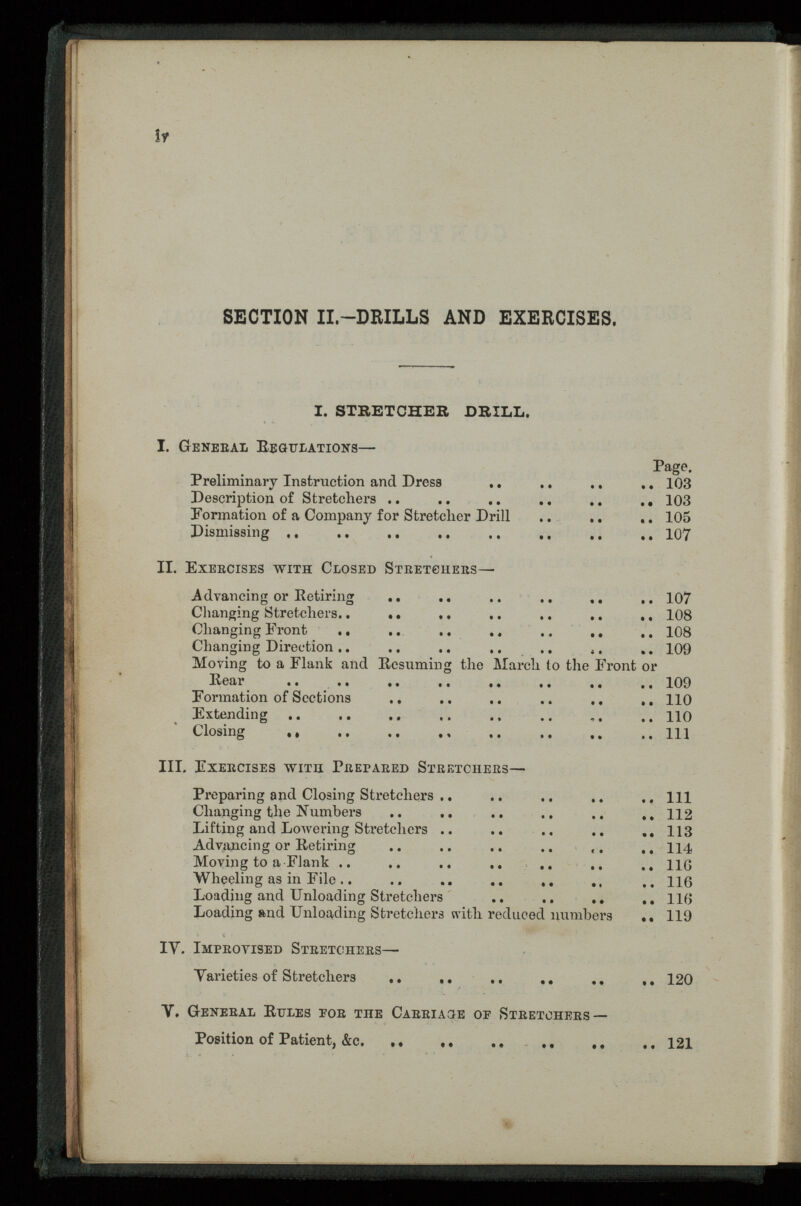 iv
SECTION II.—DRILLS AND EXERCISES.
I. STRETCHER DRILL.
I. GENERAL REGULATIONS—
Page.
Preliminary Instruction and Dress .. .. .. .. 103
Description of Stretchers .. .. .. .. .. .. 103
Formation of a Company for Stretcher Drill .. .. .. 105
Dismissing .. .. .. .. .. .. .. .. 107
II. EXERCISES WITH CLOSED STRETCHERS—
Advancing or Retiring .. .. .. .. .. .. 107
Changing Stretchers.. .. .. .. .. .. .. 108
Changing Front .. .. .. .. .. .. .. 108
Changing Direction .. .. .. .. .. .. .. 109
Moving to a Flank and Resuming the March to the Front or
Rear .. .. .. .. .. .. .. .. 109
Formation of Sections .. .. .. .. .. .. 110
Extending .. .. .. .. .. .. .. .. 110
Closing .. .. .. .. .. .. .. .. 111
III. EXERCISES WITH PREPARED STRETCHERS—
Preparing and Closing Stretchers .. .. .. .. .. 111
Changing the Numbers .. .. .. .. .. .. 112
Lifting and Lowering Stretchers .. .. .. .. .. 113
Advancing or Retiring .. .. .. .. .. .. 114
Moving to a Flank .. .. .. .. .. .. .. 116
Wheeling as in File .. .. .. .. .. .. .. 116
Loading and Unloading Stretchers .. .. .. .. 116
Loading and Unloading Stretchers with reduced numbers .. 119
IV. IMPROVISED STRETCHERS—
Varieties of Stretchers .. .. .. .. .. .. 120
V. GENERAL RULES FOR THE CARRIAGE OF STRETCHERS—
Position of Patient, &c. .. .. .. .. .. .. 121